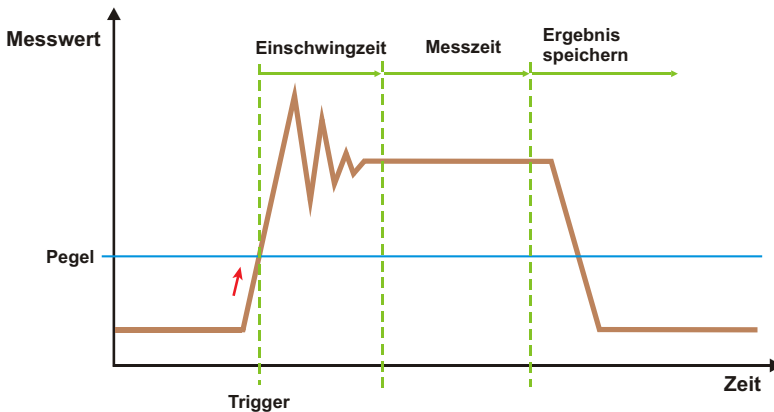 Messwert
Einschwingzeit
Messzeit
Ergebnis
speichern
Pegel
Zeit
Trigger